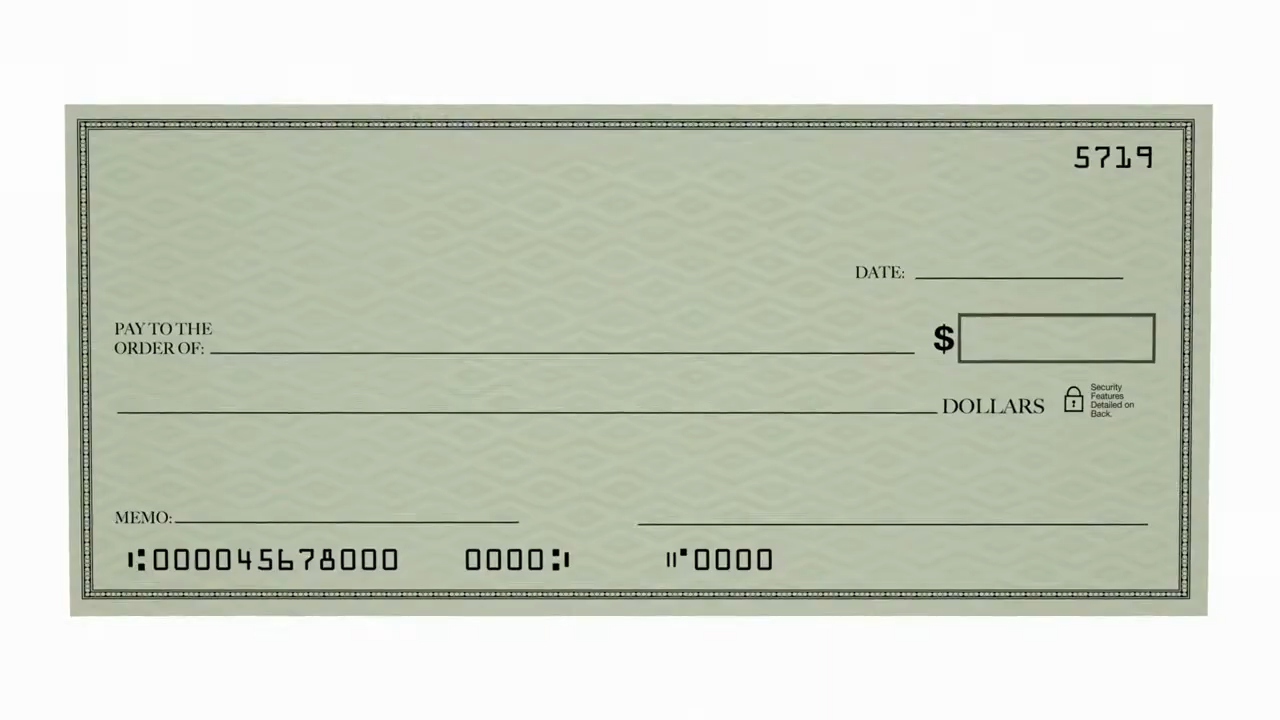 5719
DATE:
PAY TO THE
ORDER OF:
$
DOLLARS
Security
Features
Detailed on
Back.
MEMO:
⑆000045678000 0000⑆ ⑈0000